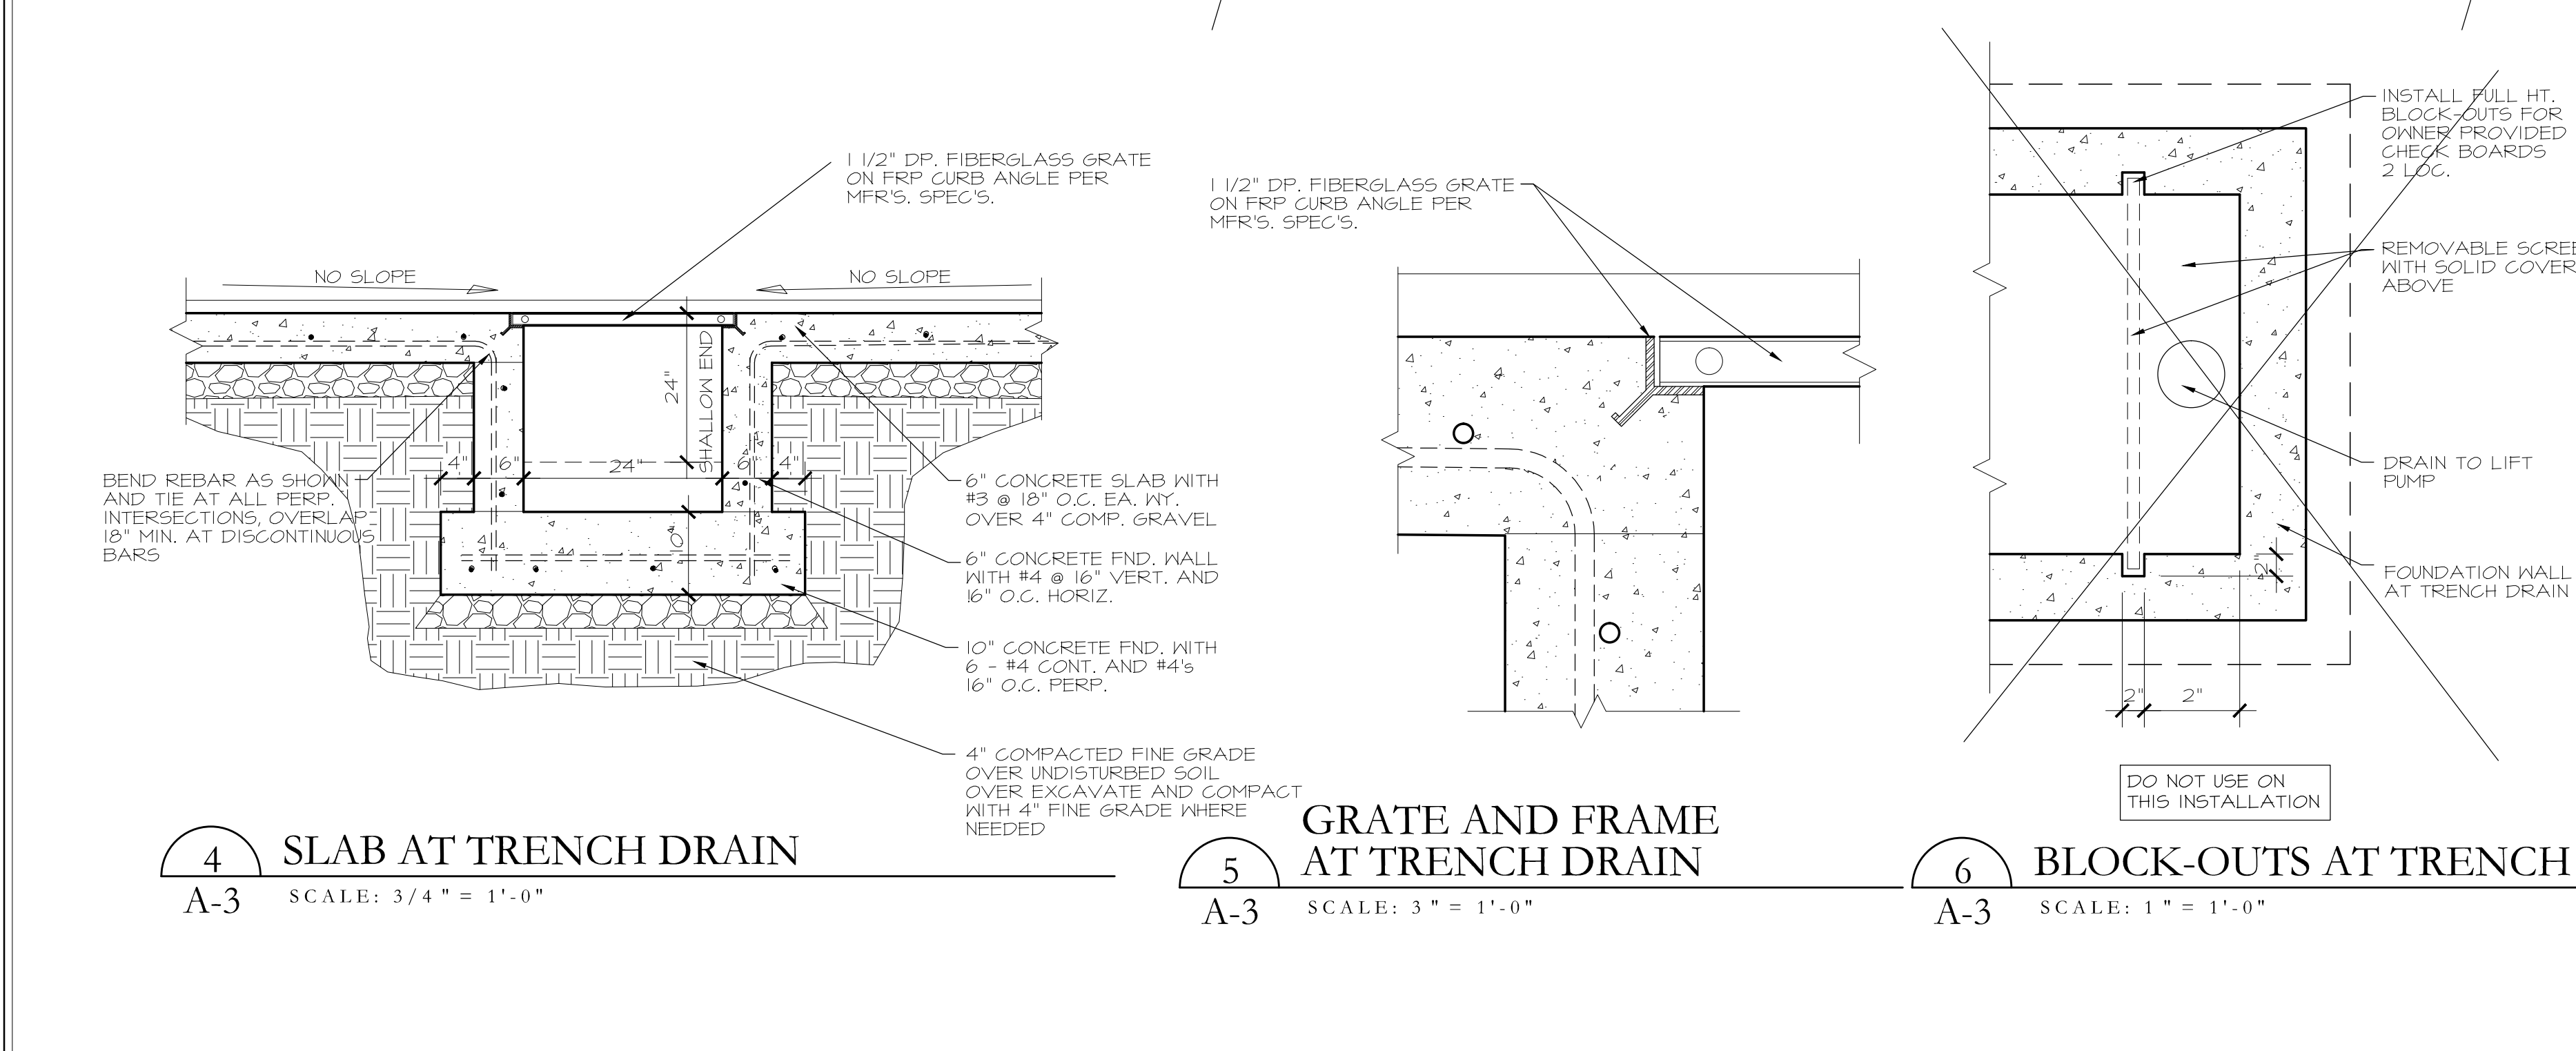 1 1/2" DP. FIBERGLASS GRATE
ON FRP CURB ANGLE PER
MFR'S. SPEC'S.
NO SLOPE
NO SLOPE
24"
SHALLOW END
4"
6"
24"
6"
4"
10"
BEND REBAR AS SHOWN
AND TIE AT ALL PERP.
INTERSECTIONS, OVERLAP
18" MIN. AT DISCONTINUOUS
BARS
6" CONCRETE SLAB WITH
#3 @ 18" O.C. EA. WY.
OVER 4" COMP. GRAVEL
6" CONCRETE FND. WALL
WITH #4 @ 16" VERT. AND
16" O.C. HORIZ.
10" CONCRETE FND. WITH
6 - #4 CONT. AND #4's
16" O.C. PERP.
4" COMPACTED FINE GRADE
OVER UNDISTURBED SOIL
OVER EXCAVATE AND COMPACT
WITH 4" FINE GRADE WHERE
NEEDED
4
A-3
SLAB AT TRENCH DRAIN
SCALE: 3/4" = 1'-0"
1 1/2" DP. FIBERGLASS GRATE
ON FRP CURB ANGLE PER
MFR'S. SPEC'S.
5
A-3
GRATE AND FRAME
AT TRENCH DRAIN
SCALE: 3" = 1'-0"
INSTALL FULL HT.
BLOCK-OUTS FOR
OWNER PROVIDED
CHECK BOARDS
2 LOC.
REMOVABLE SCREE
WITH SOLID COVER
ABOVE
DRAIN TO LIFT
PUMP
FOUNDATION WALL
AT TRENCH DRAIN
2"
2"
2"
DO NOT USE ON
THIS INSTALLATION
6
A-3
BLOCK-OUTS AT TRENCH
SCALE: 1" = 1'-0"